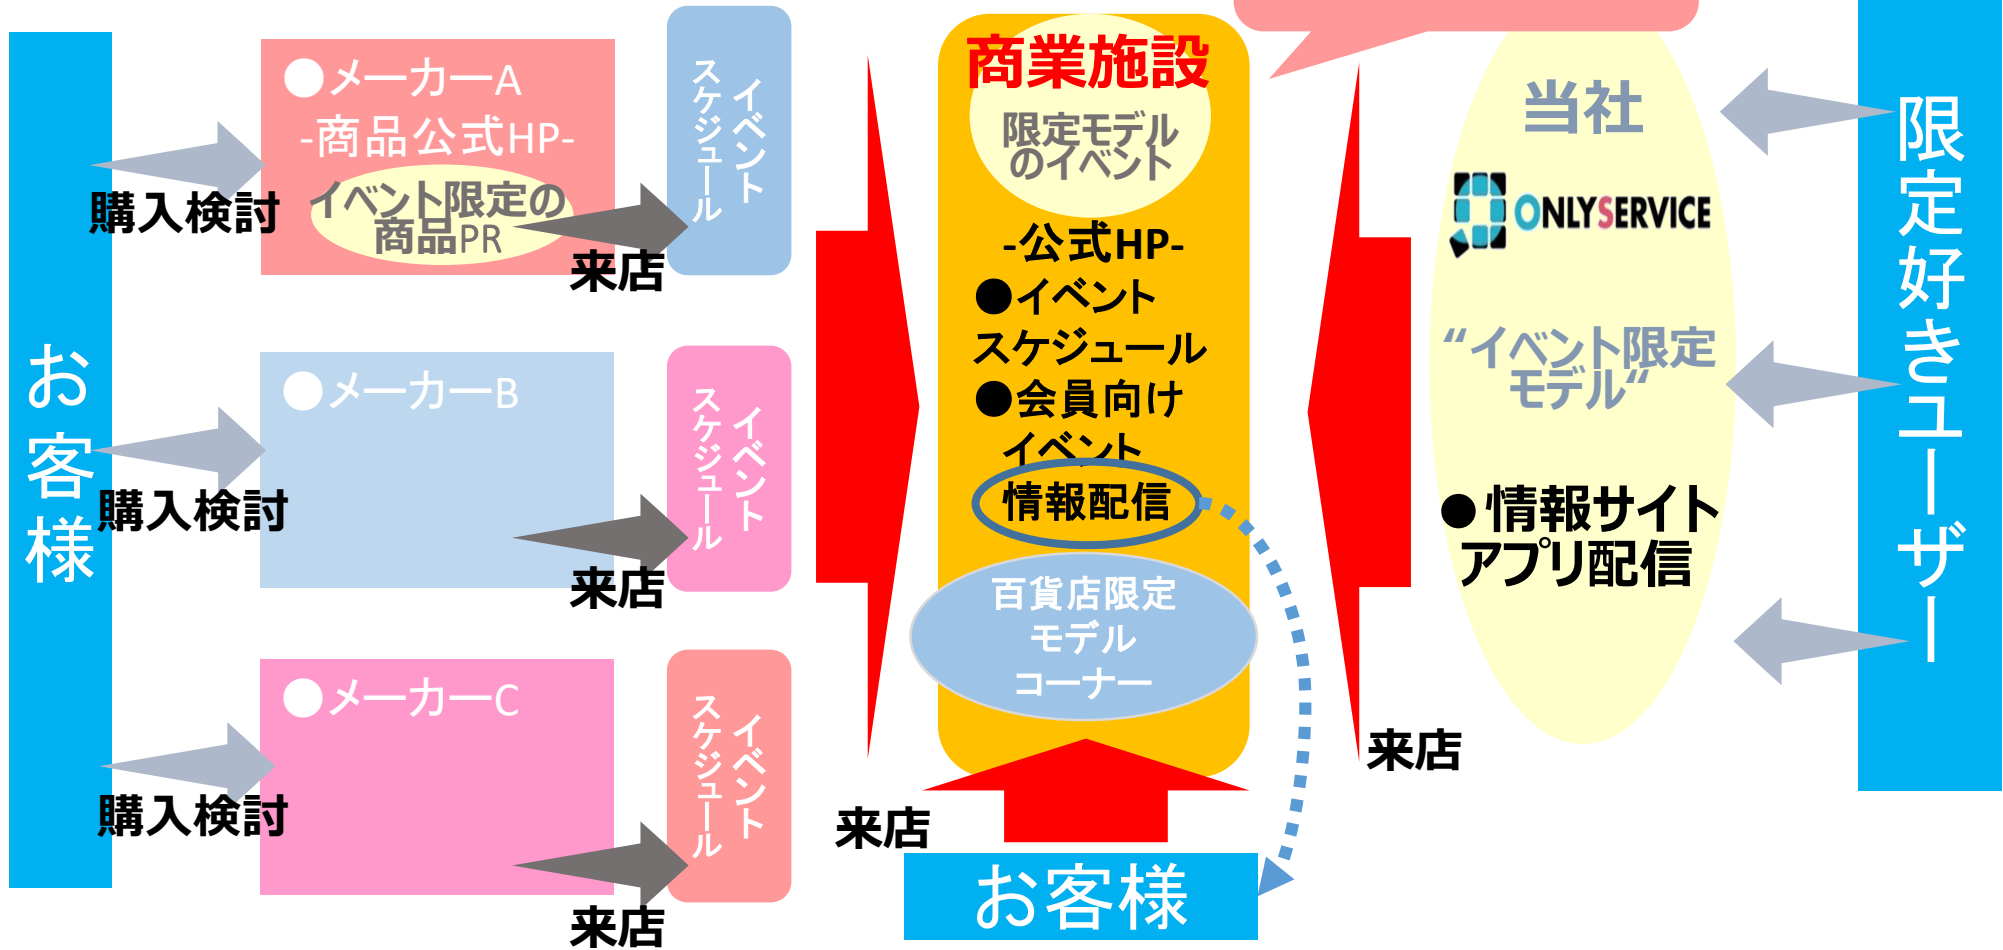 お客様
購入検討
購入検討
購入検討
●メーカーA
-商品公式HP-
イベント限定の
商品PR
来店
●メーカーB
来店
●メーカーC
来店
イベント
スケジュール
イベント
スケジュール
イベント
スケジュール
商業施設
限定モデル
のイベント
-公式HP-
●イベント
スケジュール
●会員向け
イベント
情報配信
百貨店限定
モデル
コーナー
来店
お客様
当社
ONLYSERVICE
“イベント限定
モデル“
●情報サイト
アプリ配信
来店
限定好きユーザー